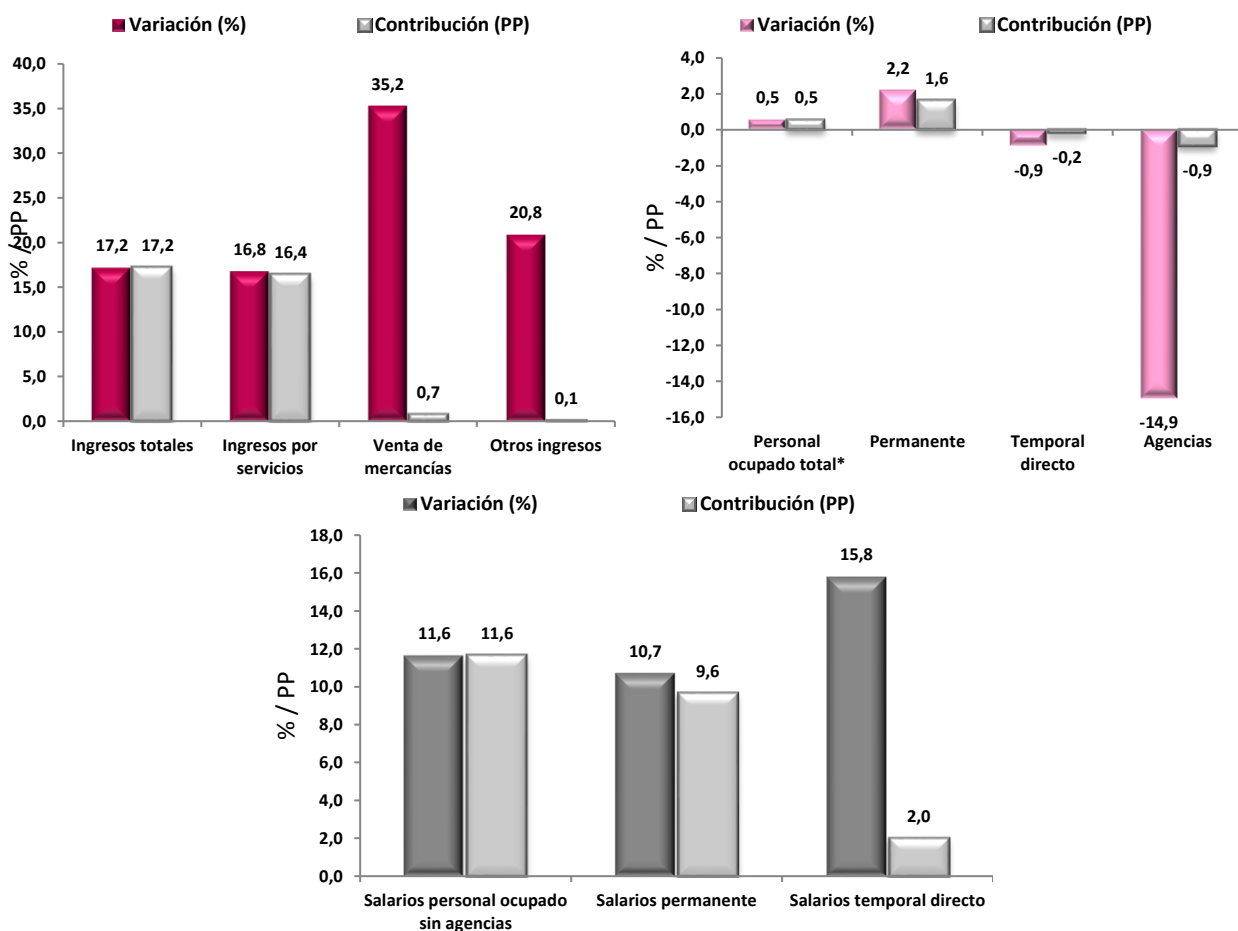 Variación (%) Contribución (PP)
40,0
35,0
30,0
25,0
20,0
15,0
10,0
5,0
0,0
% / PP
17,2 17,2 16,8 16,4 35,2 0,7 20,8 0,1
Ingresos totales Ingresos por servicios Venta de mercancías Otros ingresos
Variación (%) Contribución (PP)
4,0
2,0
0,0
-2,0
-4,0
-6,0
-8,0
-10,0
-12,0
-14,0
-16,0
% / PP
0,5 0,5 2,2 1,6 -0,9 -0,2 -14,9 -0,9
Personal ocupado total* Permanente Temporal directo Agencias
Variación (%) Contribución (PP)
18,0
16,0
14,0
12,0
10,0
8,0
6,0
4,0
2,0
0,0
% / PP
11,6 11,6 10,7 9,6 15,8 2,0
Salarios personal ocupado sin agencias Salarios permanente Salarios temporal directo